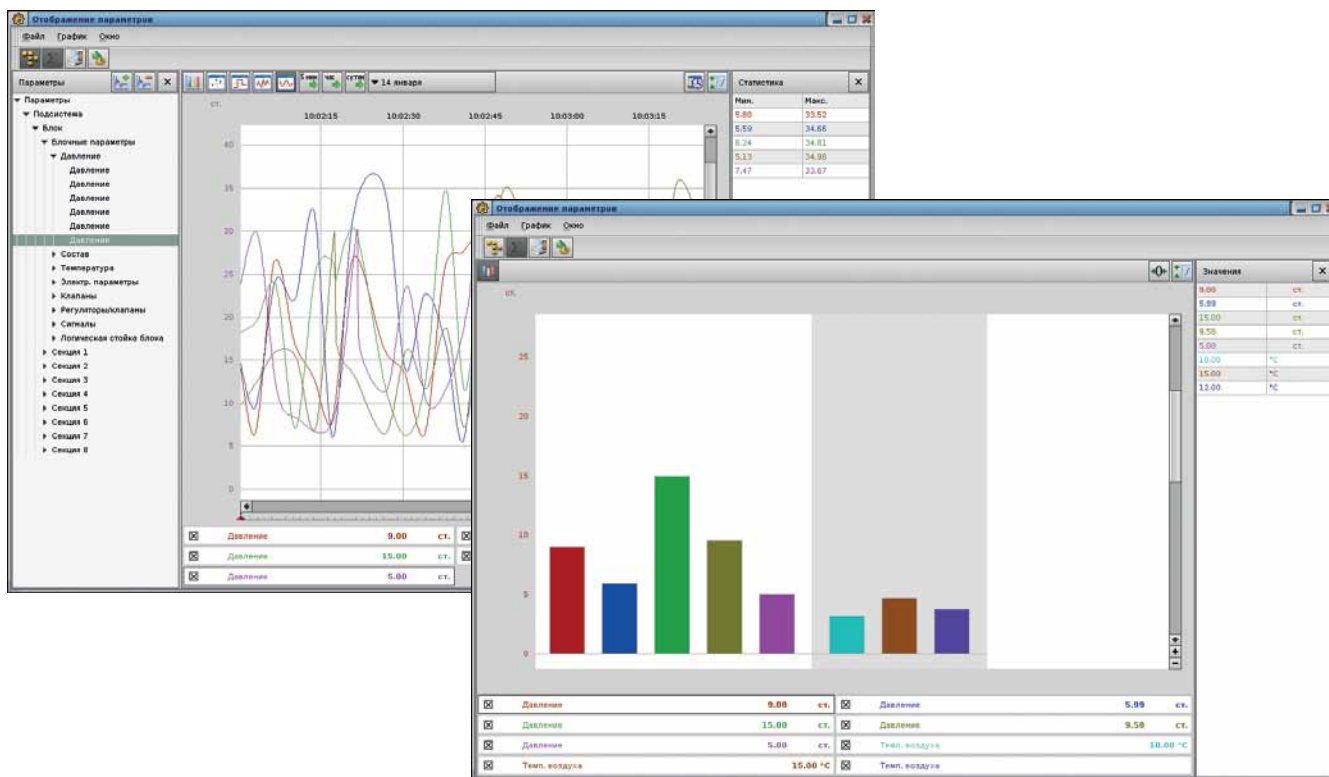 Отображение параметров
Файл График Окно
Параметры
5 мин час сутки 14 января
Статистика
Параметры
Подсистема
Блок
Блочные параметры
Давление
Давление
Давление
Давление
Давление
Давление
Давление
Состав
Температура
Электр. параметры
Клапаны
Регуляторы/клапаны
Сигналы
Логическая стойка блока
Секция 1
Секция 2
Секция 3
Секция 4
Секция 5
Секция 6
Секция 7
Секция 8
ст.
10:02:15 10:02:30 10:02:45 10:03:00 10:03:15
40
35
30
25
20
15
10
5
0
Мин. Макс.
5.80 33.52
5.59 34.66
6.24 34.81
5.13 34.96
7.47 33.87
Давление 9.00 ст.
Давление 15.00 ст.
Давление 5.00 ст.
Отображение параметров
Файл График Окно
Значения
ст.
25
20
15
10
5
0
9.00 ст.
5.99 ст.
15.00 ст.
9.50 ст.
5.00 ст.
10.00 °C
15.00 °C
13.00 °C
Давление 9.00 ст. Давление 5.99 ст.
Давление 15.00 ст. Давление 9.50 ст.
Давление 5.00 ст. Темп. воздуха 10.00 °C
Темп. воздуха 15.00 °C Темп. воздуха